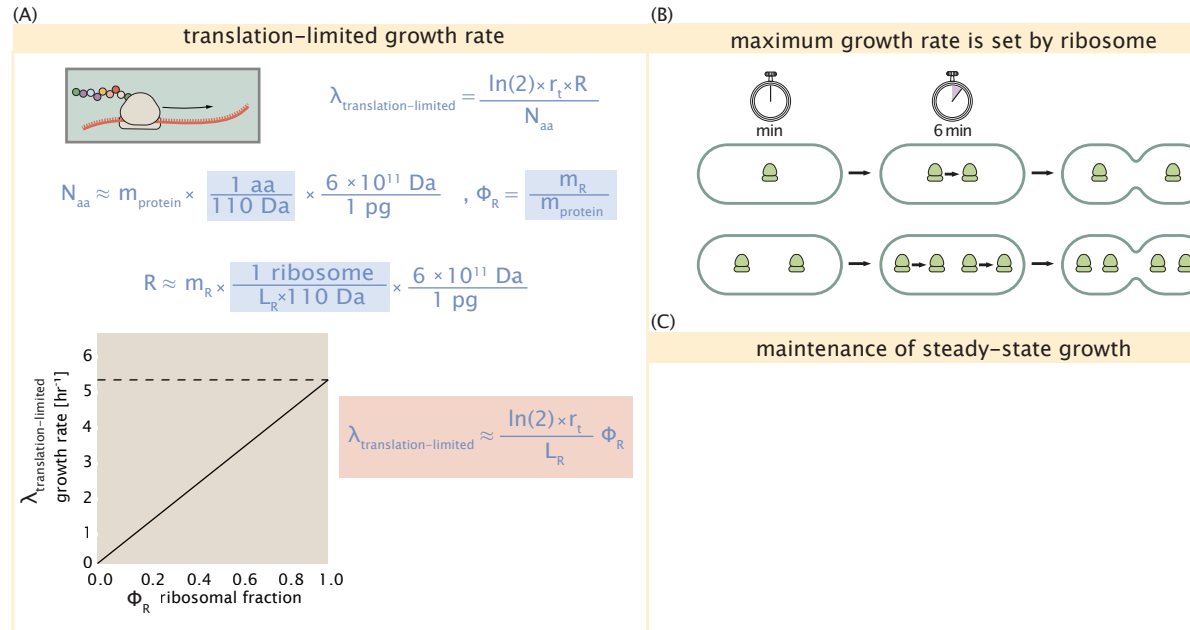 (A)
translation-limited growth rate
λtranslation-limited = ln(2) × rt × R / Naa
Naa ≈ mprotein × 1 aa / 110 Da × 6 × 10¹¹ Da / 1 pg , ΦR = mR / mprotein
R ≈ mR × 1 ribosome / LR × 110 Da × 6 × 10¹¹ Da / 1 pg
λtranslation-limited
growth rate [hr⁻¹]
6
5
4
3
2
1
0
0.0 0.2 0.4 0.6 0.8 1.0
ΦR ribosomal fraction
λtranslation-limited ≈ ln(2) × rt / LR ΦR
(B)
maximum growth rate is set by ribosome
min
6 min
(C)
maintenance of steady-state growth